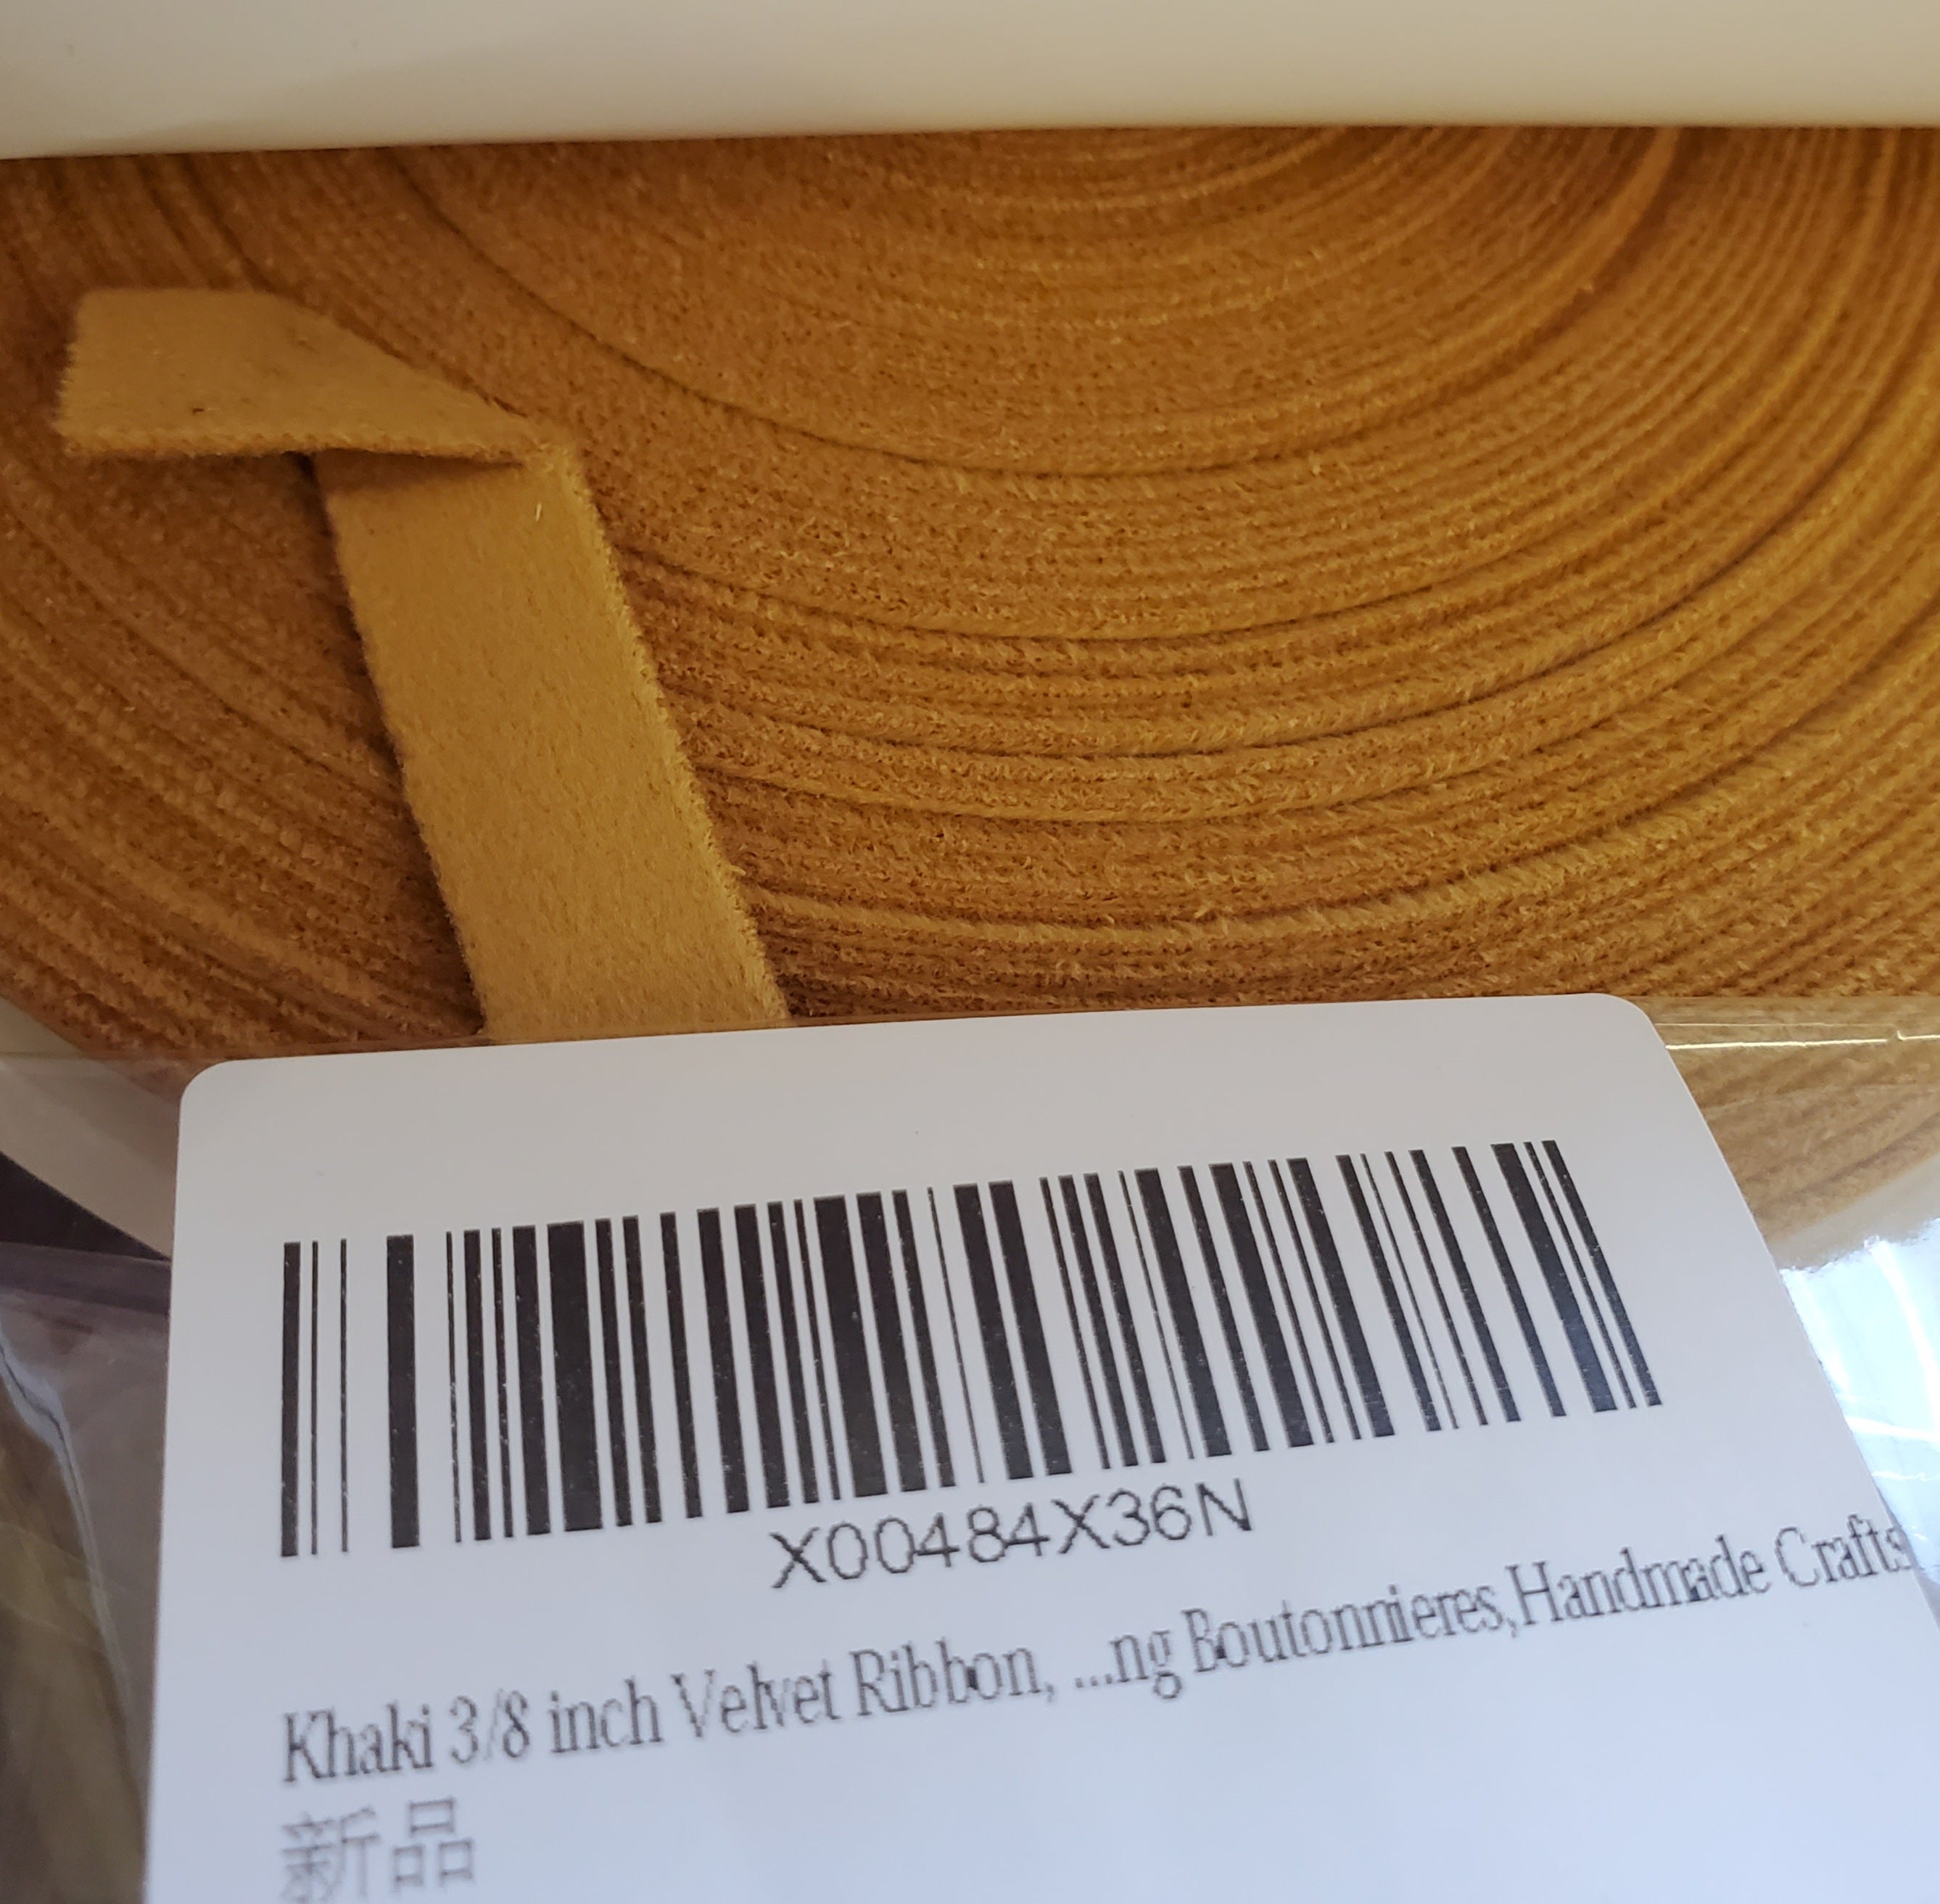 X00484X36N
Khaki 3/8 inch Velvet Ribbon, ...ng Boutonnieres,Handmade Crafts
新品